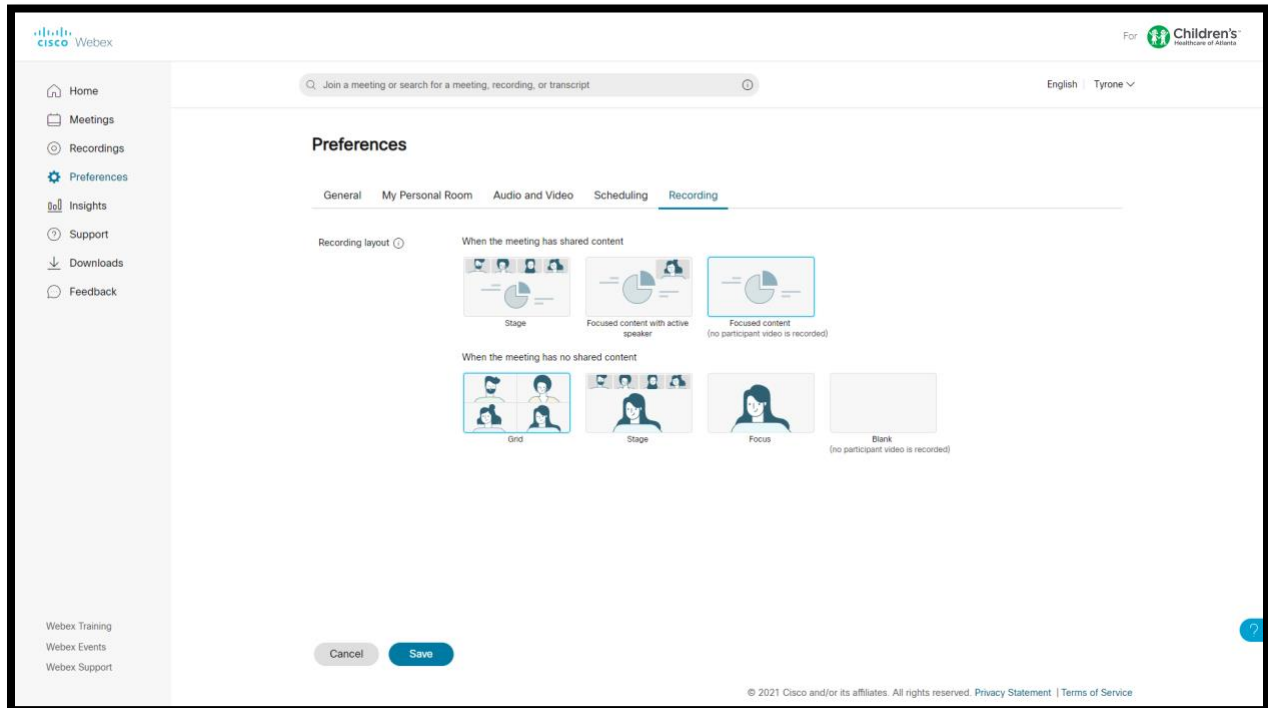 CISCO Webex
For Children's
Healthcare of Atlanta
Home
Meetings
Recordings
Preferences
Insights
Support
Downloads
Feedback
Webex Training
Webex Events
Webex Support
Join a meeting or search for a meeting, recording, or transcript
English Tyrone
Preferences
General My Personal Room Audio and Video Scheduling Recording
Recording layout
When the meeting has shared content
Stage
Focused content with active
speaker
Focused content
(no participant video is recorded)
When the meeting has no shared content
Grid
Stage
Focus
Blank
(no participant video is recorded)
Cancel Save
?
© 2021 Cisco and/or its affiliates. All rights reserved. Privacy Statement | Terms of Service